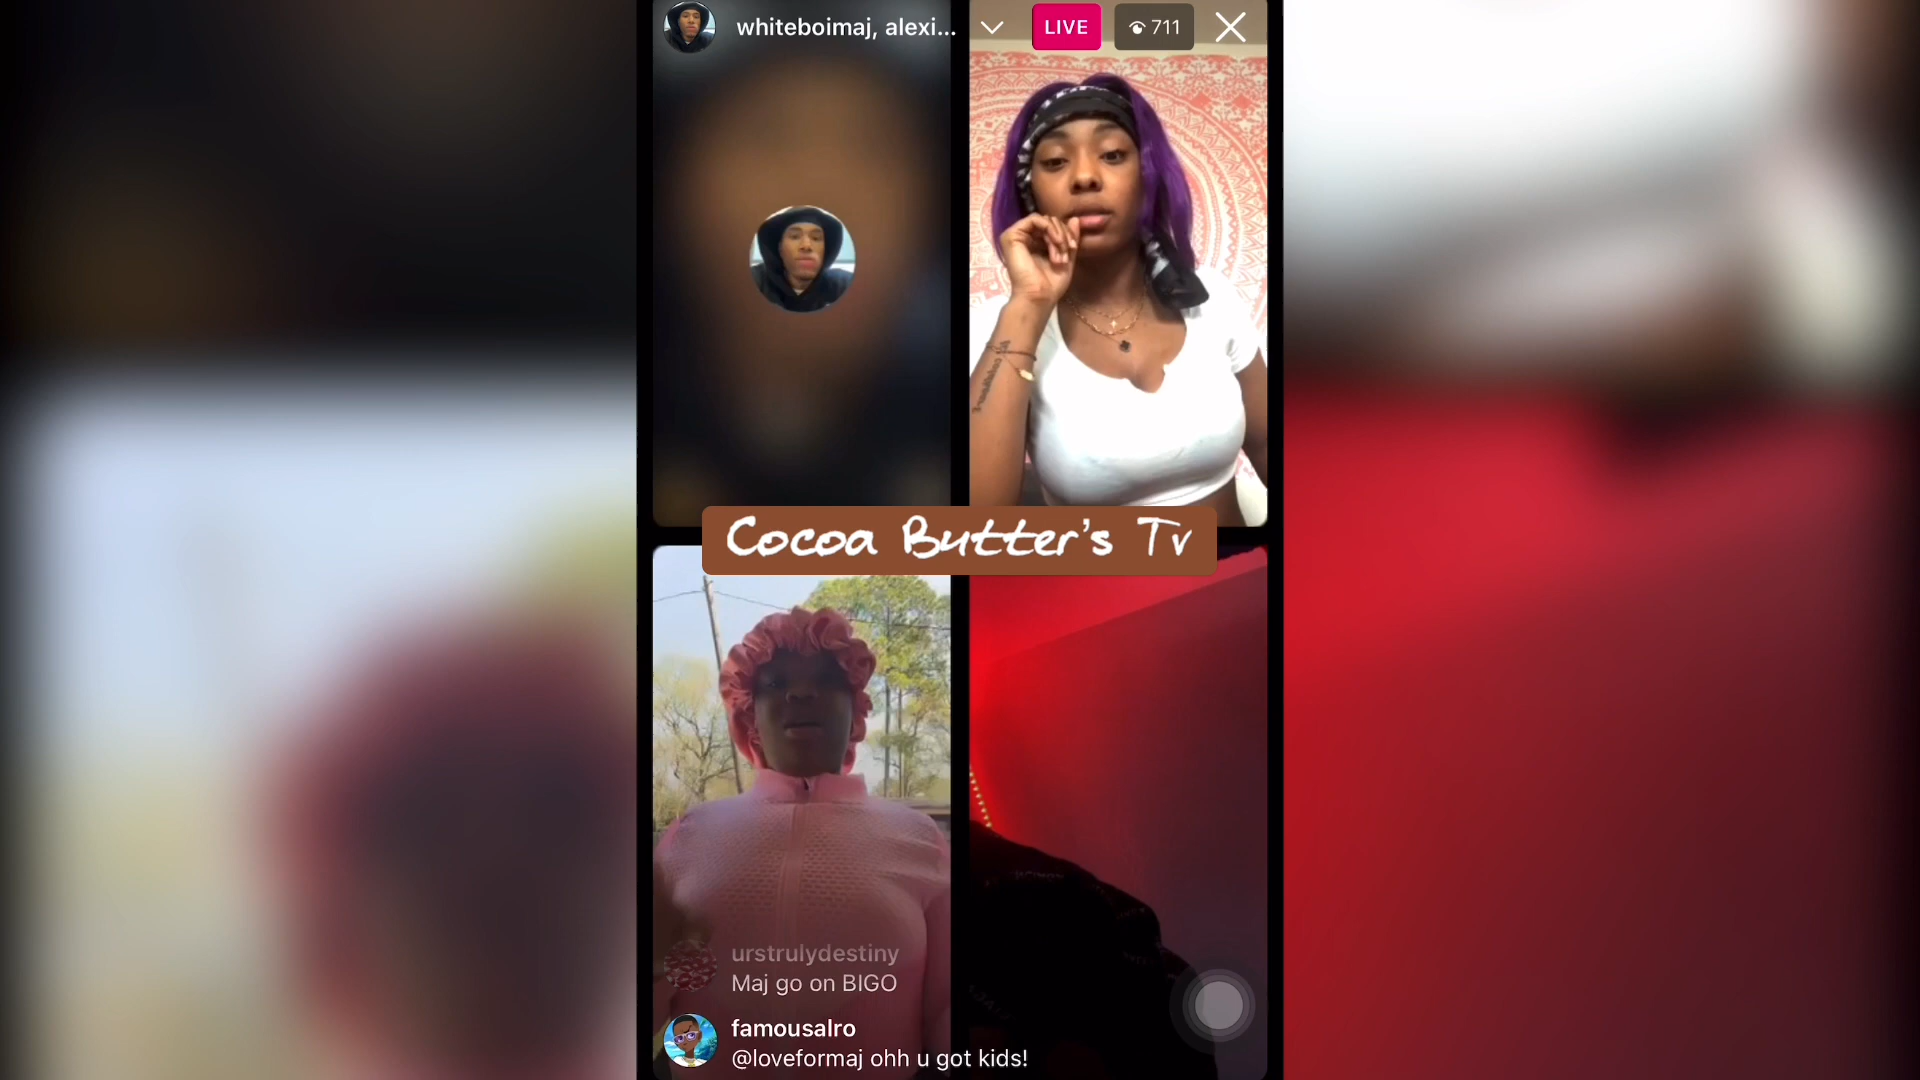 whiteboimaj, alexi...
LIVE
711
Cocoa Butter's Tv
urstrulydestiny
Maj go on BIGO
famousalro
@loveformaj ohh u got kids!